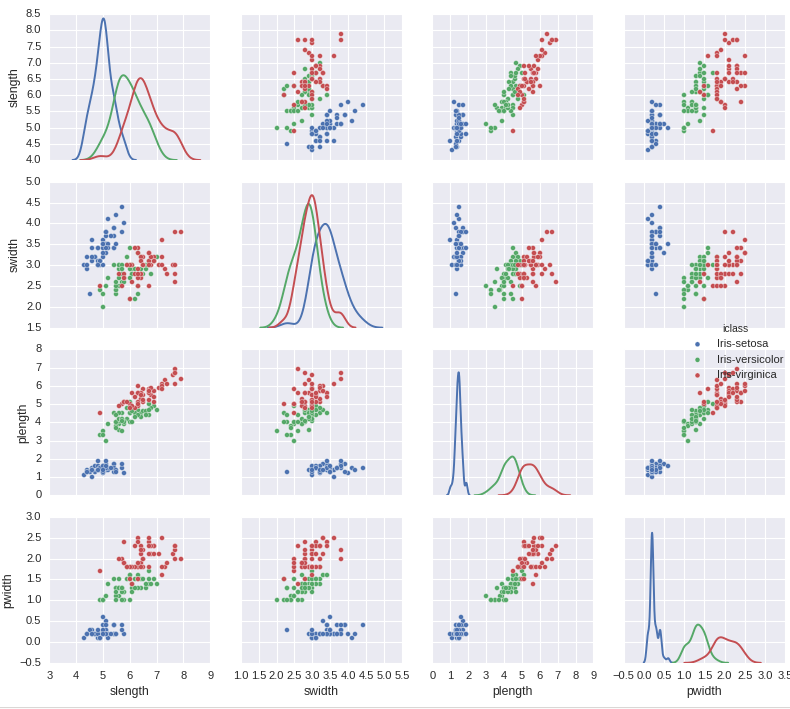 8.5
8.0
7.5
7.0
6.5
6.0
5.5
5.0
4.5
4.0
slength
5.0
4.5
4.0
3.5
3.0
2.5
2.0
1.5
swidth
iclass
Iris-setosa
Iris-versicolor
Iris-virginica
8
7
6
5
4
3
2
1
0
plength
3.0
2.5
2.0
1.5
1.0
0.5
0.0
−0.5
pwidth
3 4 5 6 7 8 9
1.0 1.5 2.0 2.5 3.0 3.5 4.0 4.5 5.0 5.5
0 1 2 3 4 5 6 7 8 9
−0.5 0.0 0.5 1.0 1.5 2.0 2.5 3.0 3.5
slength swidth plength pwidth